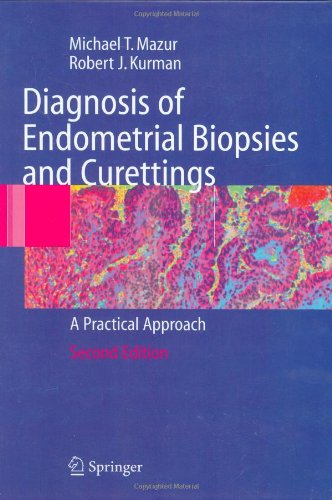 Michael T. Mazur
Robert J. Kurman
Diagnosis of
Endometrial Biopsies
and Curettings
A Practical Approach
Second Edition
Springer